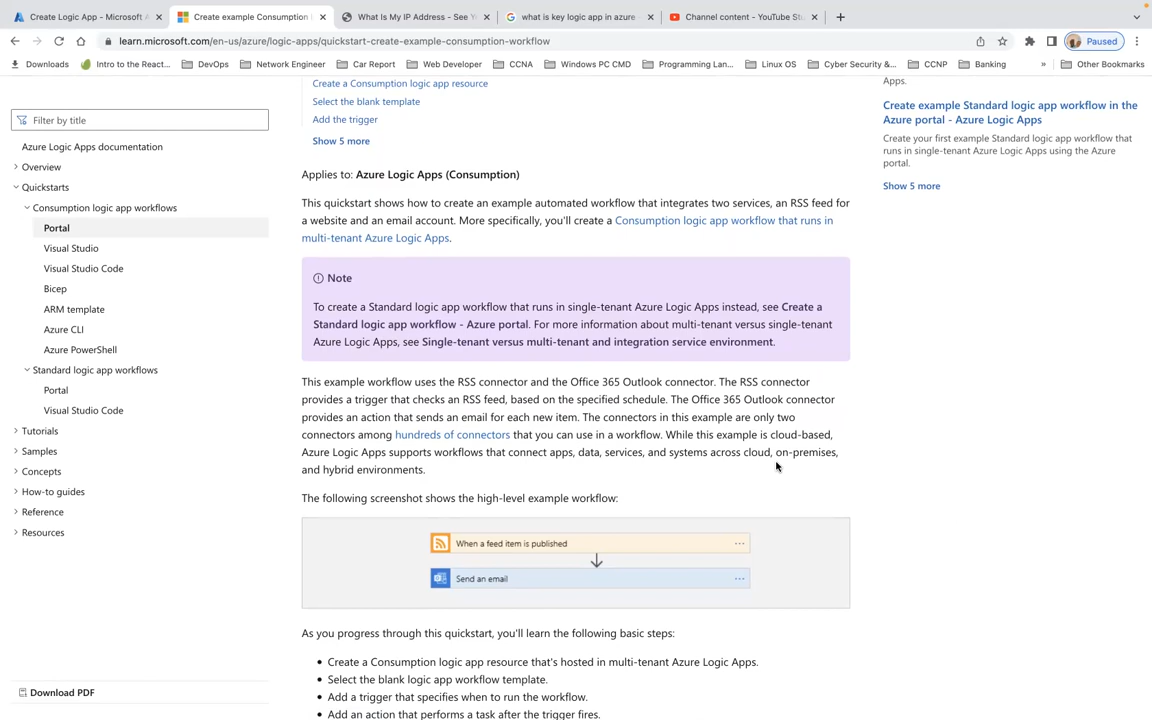 Create Logic App - Microsoft A
Create example Consumption
What Is My IP Address - See Y
what is key logic app in azure
Channel content - YouTube Stu
learn.microsoft.com/en-us/azure/logic-apps/quickstart-create-example-consumption-workflow
Paused
Downloads
Intro to the React...
DevOps
Network Engineer
Car Report
Web Developer
CCNA
Windows PC CMD
Programming Lan...
Linux OS
Cyber Security &...
CCNP
Banking
»
Other Bookmarks
Filter by title
Azure Logic Apps documentation
Overview
Quickstarts
Consumption logic app workflows
Portal
Visual Studio
Visual Studio Code
Bicep
ARM template
Azure CLI
Azure PowerShell
Standard logic app workflows
Portal
Visual Studio Code
Tutorials
Samples
Concepts
How-to guides
Reference
Resources
Download PDF
Create a Consumption logic app resource
Select the blank template
Add the trigger
Show 5 more
Applies to: Azure Logic Apps (Consumption)
This quickstart shows how to create an example automated workflow that integrates two services, an RSS feed for
a website and an email account. More specifically, you'll create a Consumption logic app workflow that runs in
multi-tenant Azure Logic Apps.
Note
To create a Standard logic app workflow that runs in single-tenant Azure Logic Apps instead, see Create a
Standard logic app workflow - Azure portal. For more information about multi-tenant versus single-tenant
Azure Logic Apps, see Single-tenant versus multi-tenant and integration service environment.
This example workflow uses the RSS connector and the Office 365 Outlook connector. The RSS connector
provides a trigger that checks an RSS feed, based on the specified schedule. The Office 365 Outlook connector
provides an action that sends an email for each new item. The connectors in this example are only two
connectors among hundreds of connectors that you can use in a workflow. While this example is cloud-based,
Azure Logic Apps supports workflows that connect apps, data, services, and systems across cloud, on-premises,
and hybrid environments.
The following screenshot shows the high-level example workflow:
When a feed item is published
Send an email
As you progress through this quickstart, you'll learn the following basic steps:
• Create a Consumption logic app resource that's hosted in multi-tenant Azure Logic Apps.
• Select the blank logic app workflow template.
• Add a trigger that specifies when to run the workflow.
• Add an action that performs a task after the trigger fires.
Apps.
Create example Standard logic app workflow in the
Azure portal - Azure Logic Apps
Create your first example Standard logic app workflow that
runs in single-tenant Azure Logic Apps using the Azure
portal.
Show 5 more